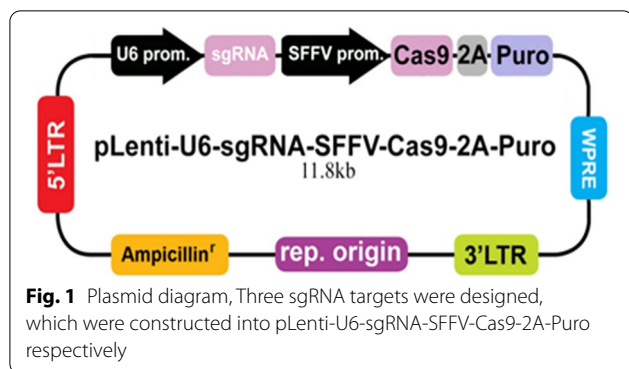 U6 prom. sgRNA SFFV prom. Cas9 2A Puro
5'LTR
pLenti-U6-sgRNA-SFFV-Cas9-2A-Puro
11.8kb
WPRE
Ampicillinʳ rep. origin 3'LTR
Fig. 1 Plasmid diagram, Three sgRNA targets were designed,
which were constructed into pLenti-U6-sgRNA-SFFV-Cas9-2A-Puro
respectively